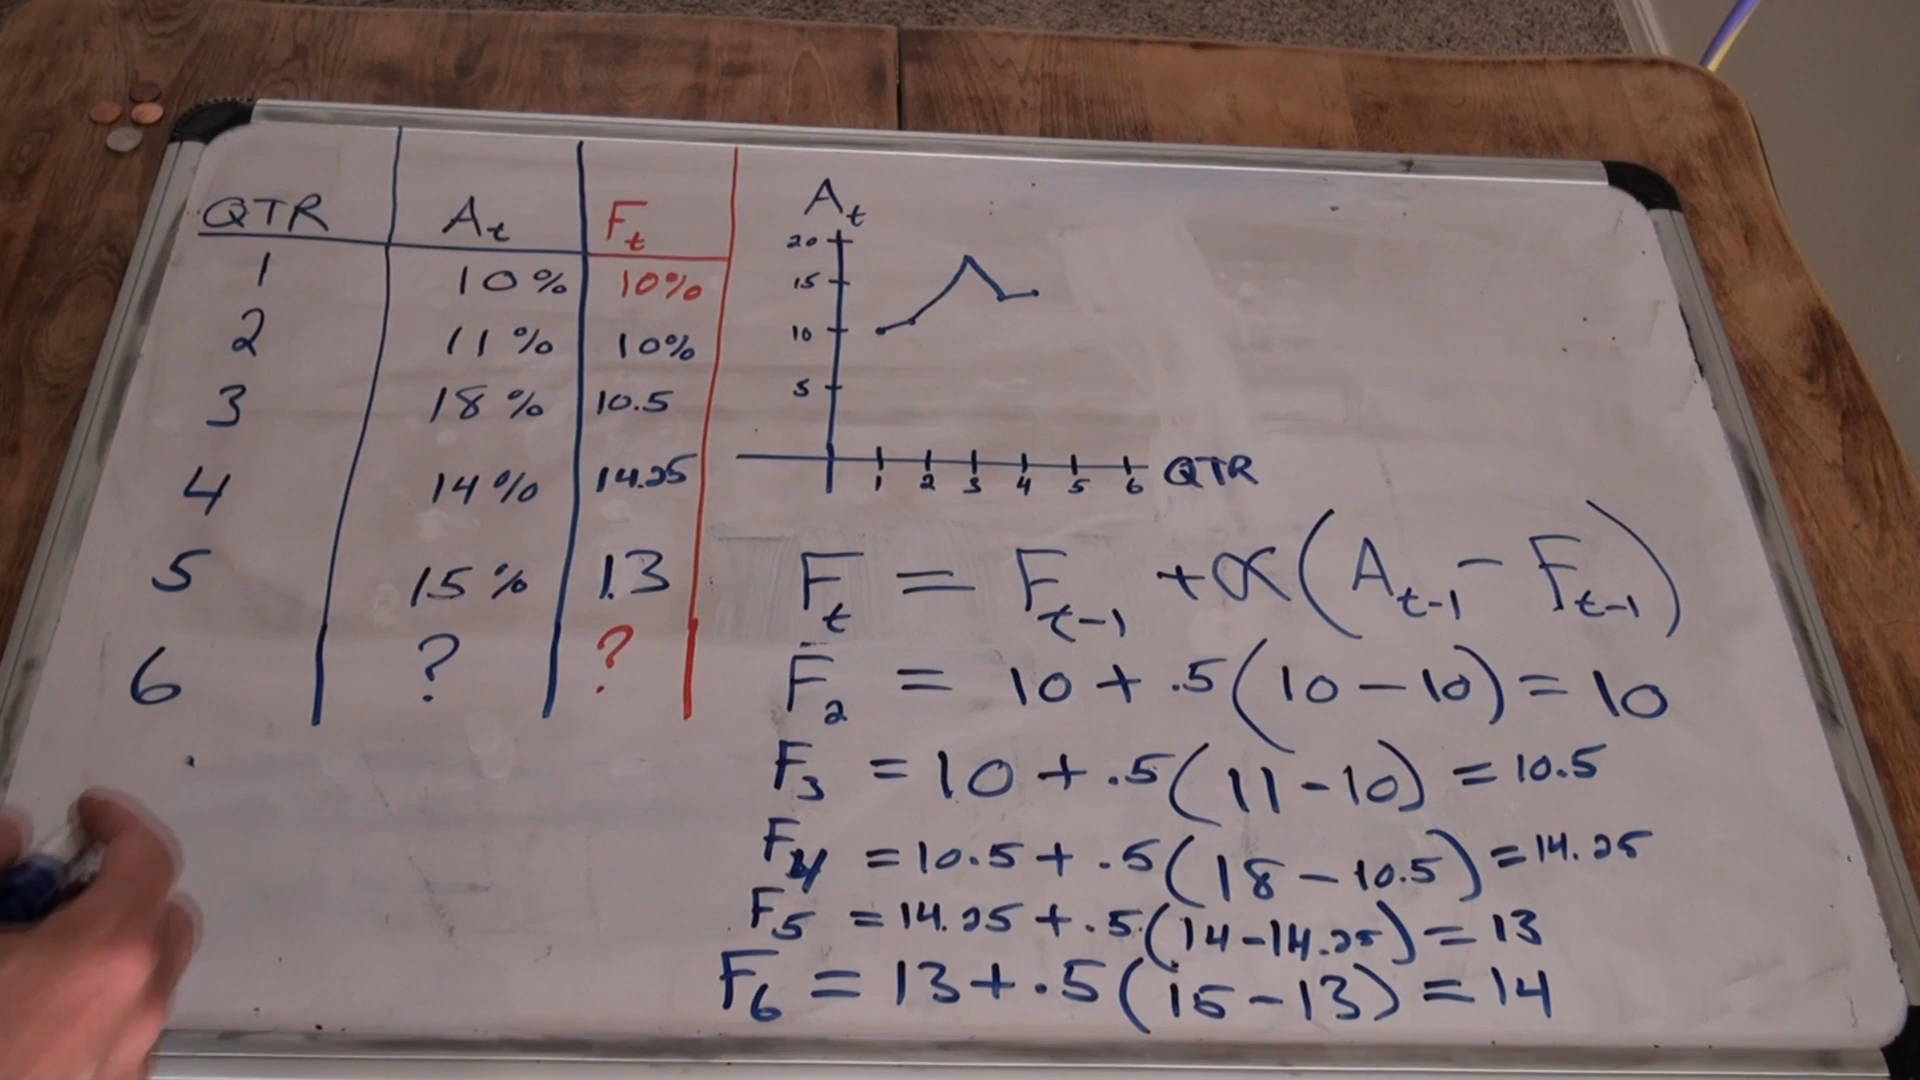 QTR At Ft
1 10% 10%
2 11% 10%
3 18% 10.5
4 14% 14.25
5 15% 13
6 ? ?
At
20
15
10
5
1 2 3 4 5 6 QTR
Ft = Ft-1 + α(At-1 - Ft-1)
F2 = 10 + .5(10-10) = 10
F3 = 10 + .5(11-10) = 10.5
F4 = 10.5 + .5(18-10.5) = 14.25
F5 = 14.25 + .5(14-14.25) = 13
F6 = 13 + .5(15-13) = 14